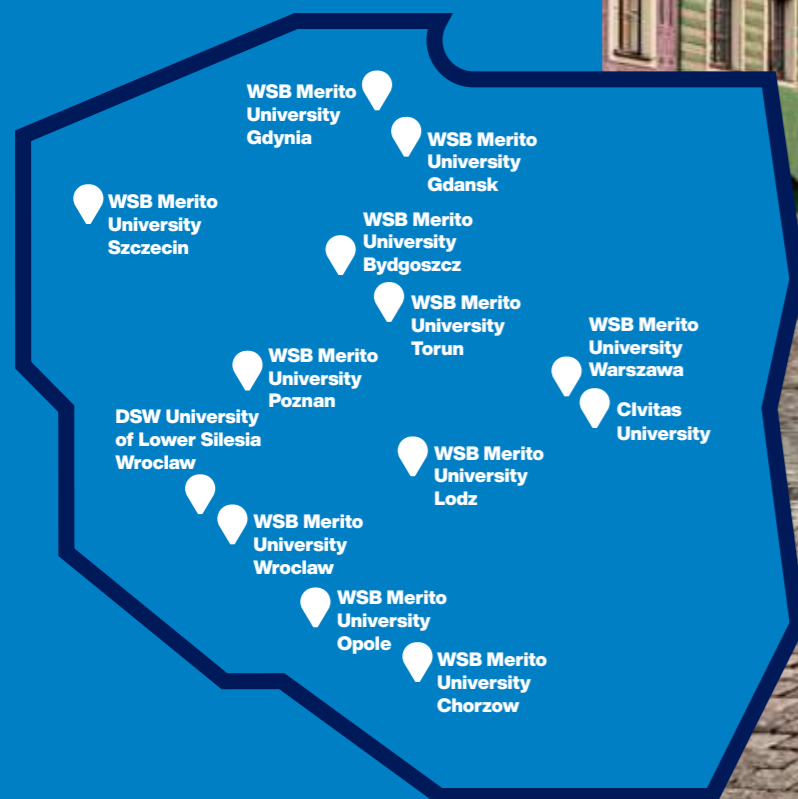 WSB Merito
University
Gdynia
WSB Merito
University
Gdansk
WSB Merito
University
Szczecin
WSB Merito
University
Bydgoszcz
WSB Merito
University
Torun
WSB Merito
University
Warszawa
WSB Merito
University
Poznan
CIvitas
University
DSW University
of Lower Silesia
Wroclaw
WSB Merito
University
Lodz
WSB Merito
University
Wroclaw
WSB Merito
University
Opole
WSB Merito
University
Chorzow